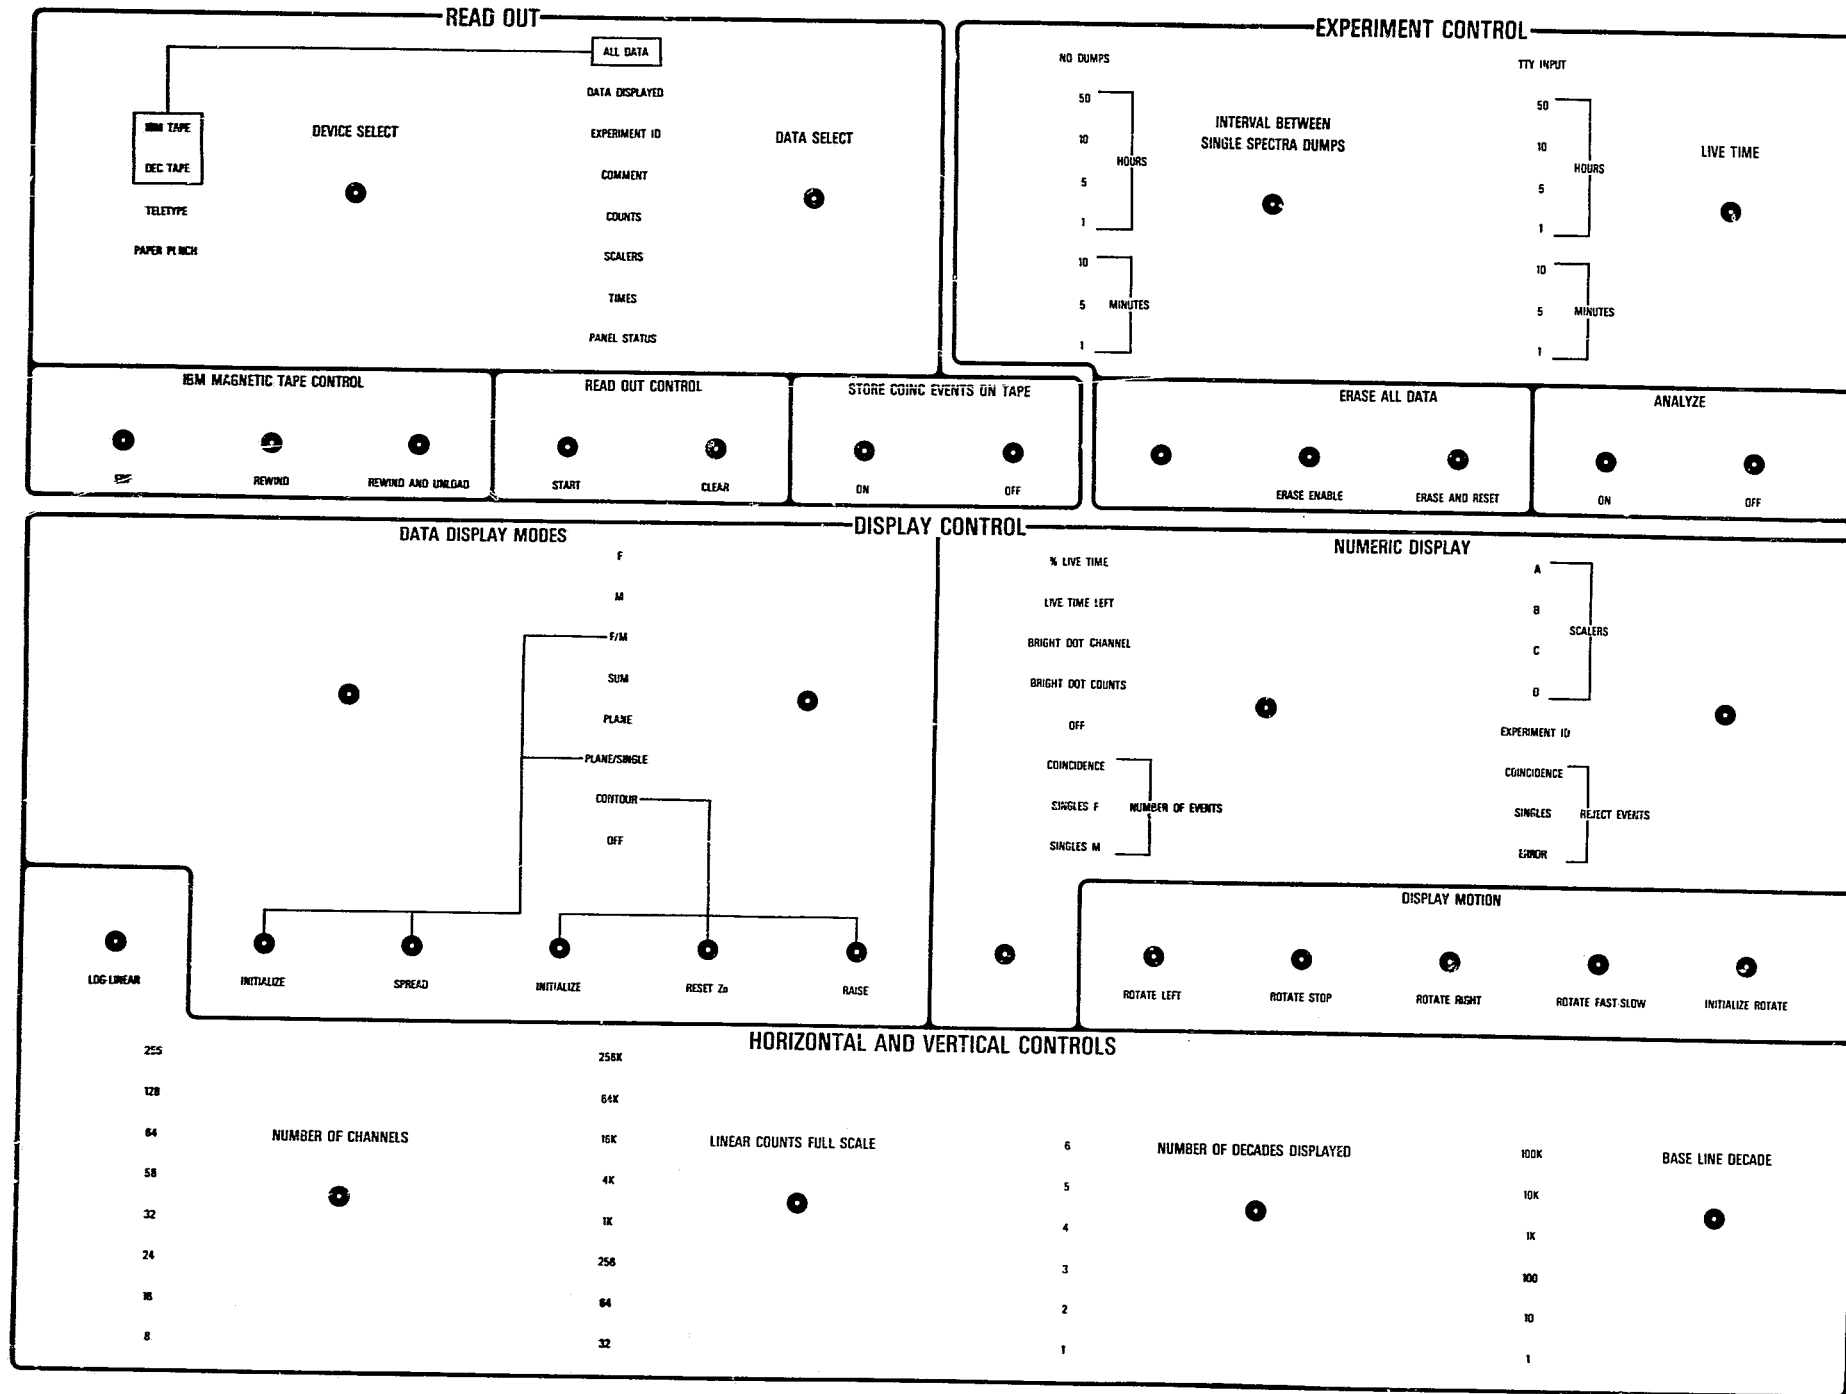 READ OUT
ALL DATA
DATA DISPLAYED
EXPERIMENT ID
COMMENT
COUNTS
SCALERS
TIMES
PANEL STATUS
IBM TAPE
DEC TAPE
TELETYPE
PAPER PUNCH
DEVICE SELECT
DATA SELECT
EXPERIMENT CONTROL
NO DUMPS
50
10
5
1
HOURS
10
5
1
MINUTES
INTERVAL BETWEEN
SINGLE SPECTRA DUMPS
TTY INPUT
50
10
5
1
HOURS
10
5
1
MINUTES
LIVE TIME
IBM MAGNETIC TAPE CONTROL
REWIND
REWIND AND UNLOAD
READ OUT CONTROL
START
CLEAR
STORE COINC EVENTS ON TAPE
ON
OFF
ERASE ALL DATA
ERASE ENABLE
ERASE AND RESET
ANALYZE
ON
OFF
DISPLAY CONTROL
DATA DISPLAY MODES
F
M
F/M
SUM
PLANE
PLANE/SINGLE
CONTOUR
OFF
LOG-LINEAR
INITIALIZE
SPREAD
INITIALIZE
RESET Zo
RAISE
NUMERIC DISPLAY
% LIVE TIME
LIVE TIME LEFT
BRIGHT DOT CHANNEL
BRIGHT DOT COUNTS
OFF
COINCIDENCE
SINGLES F
SINGLES M
NUMBER OF EVENTS
A
B
C
D
SCALERS
EXPERIMENT ID
COINCIDENCE
SINGLES
ERROR
REJECT EVENTS
DISPLAY MOTION
ROTATE LEFT
ROTATE STOP
ROTATE RIGHT
ROTATE FAST-SLOW
INITIALIZE ROTATE
HORIZONTAL AND VERTICAL CONTROLS
256
128
64
58
32
24
16
8
NUMBER OF CHANNELS
256K
64K
16K
4K
1K
256
64
32
LINEAR COUNTS FULL SCALE
6
5
4
3
2
1
NUMBER OF DECADES DISPLAYED
100K
10K
1K
100
10
1
BASE LINE DECADE